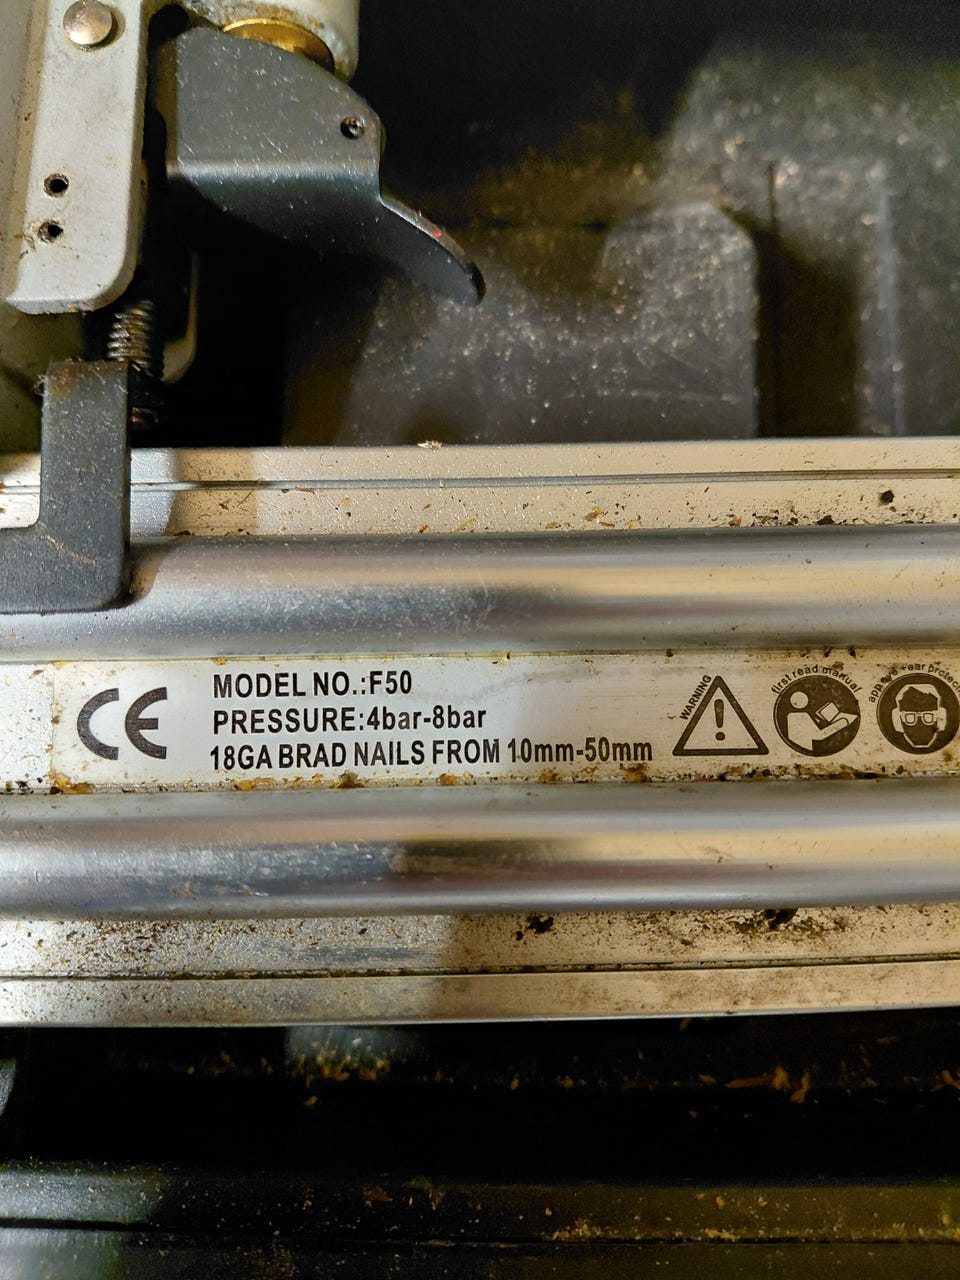 CE
MODEL NO.:F50
PRESSURE:4bar-8bar
18GA BRAD NAILS FROM 10mm-50mm
WARNING
!
first read manual